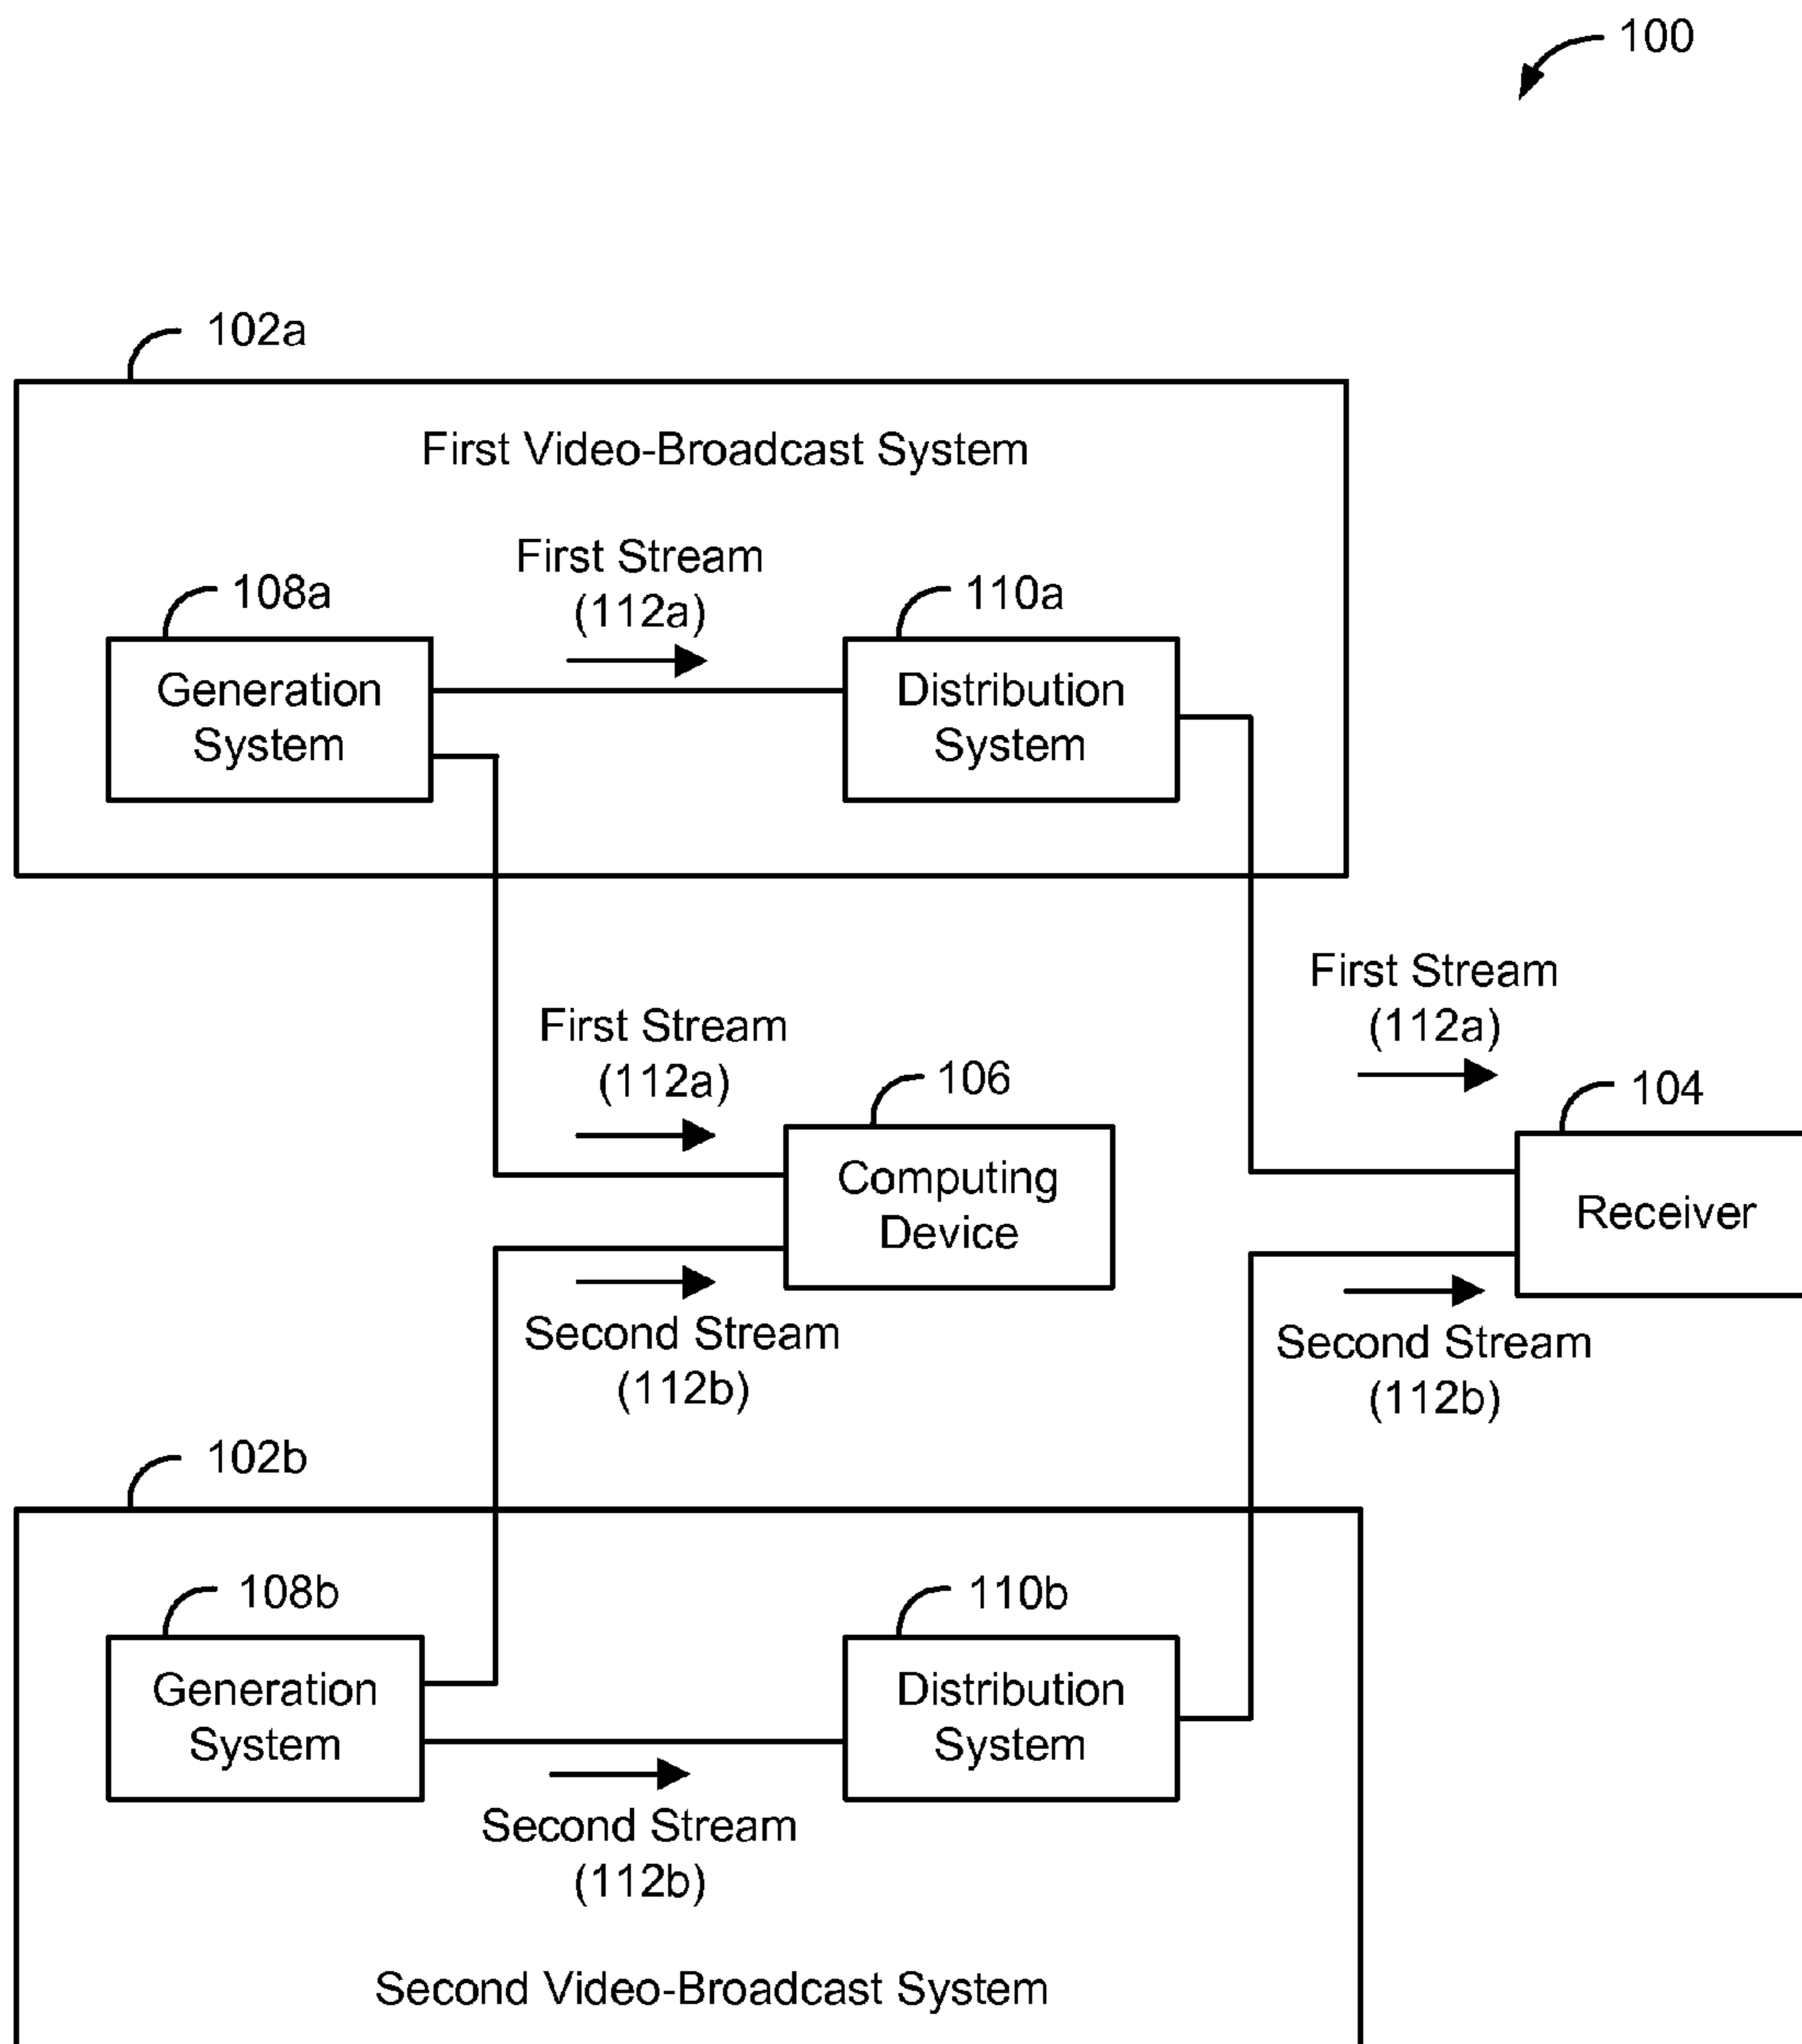 100
102a
First Video-Broadcast System
First Stream
(112a)
108a
110a
Generation
System
Distribution
System
First Stream
(112a)
First Stream
(112a)
106
104
Computing
Device
Receiver
Second Stream
(112b)
Second Stream
(112b)
102b
108b
110b
Generation
System
Distribution
System
Second Stream
(112b)
Second Video-Broadcast System